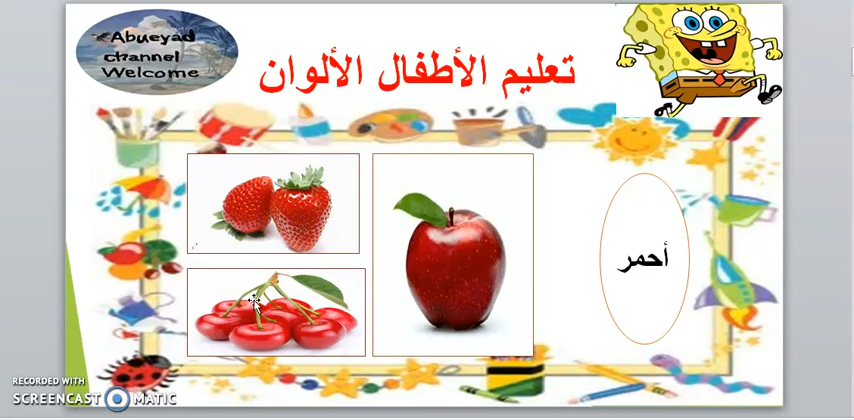 Abueyad
channel
Welcome
تعليم الأطفال الألوان
أحمر
RECORDED WITH
SCREENCAST MATIC